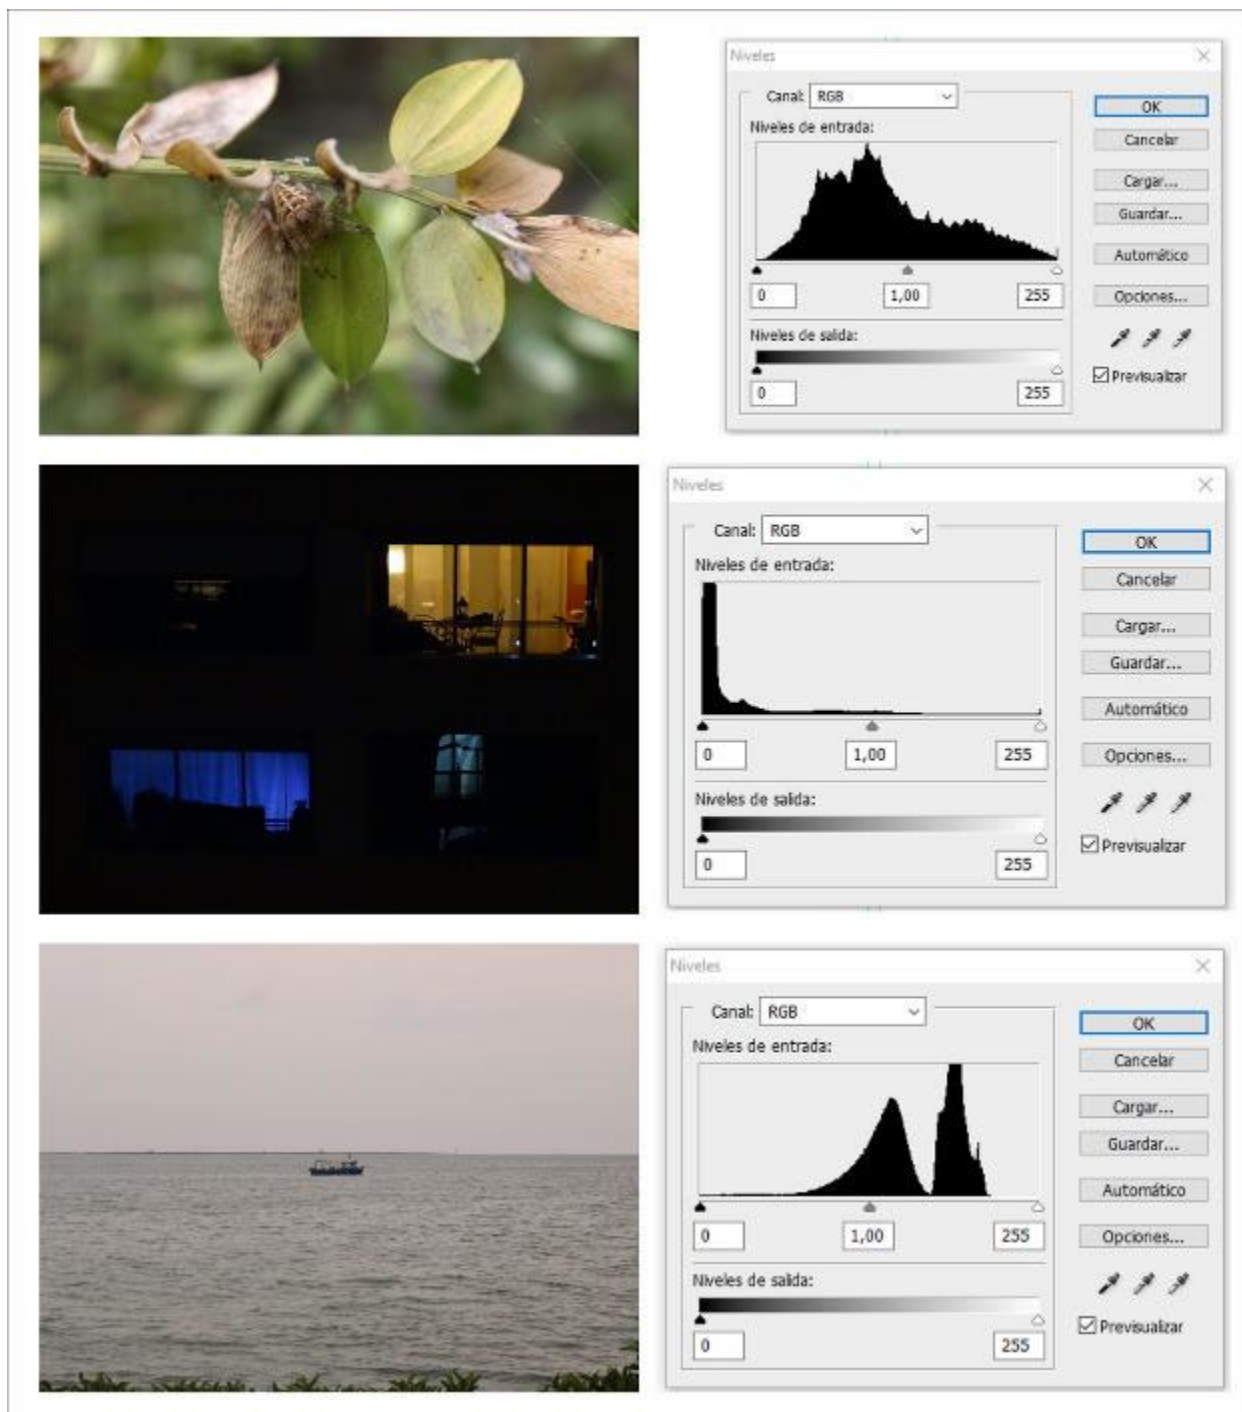 Niveles
Canal: RGB
OK
Niveles de entrada:
Cancelar
Cargar...
Guardar...
Automático
0 1,00 255
Opciones...
Niveles de salida:
Previsualizar
0 255
Niveles
Canal: RGB
OK
Niveles de entrada:
Cancelar
Cargar...
Guardar...
Automático
0 1,00 255
Opciones...
Niveles de salida:
Previsualizar
0 255
Niveles
Canal: RGB
OK
Niveles de entrada:
Cancelar
Cargar...
Guardar...
Automático
0 1,00 255
Opciones...
Niveles de salida:
Previsualizar
0 255